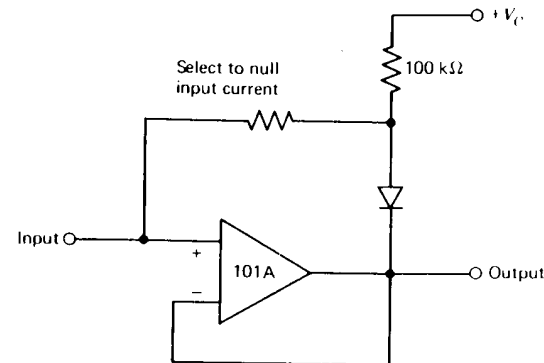 +V_C
100 kΩ
Select to null
input current
Input
+
101A
−
Output